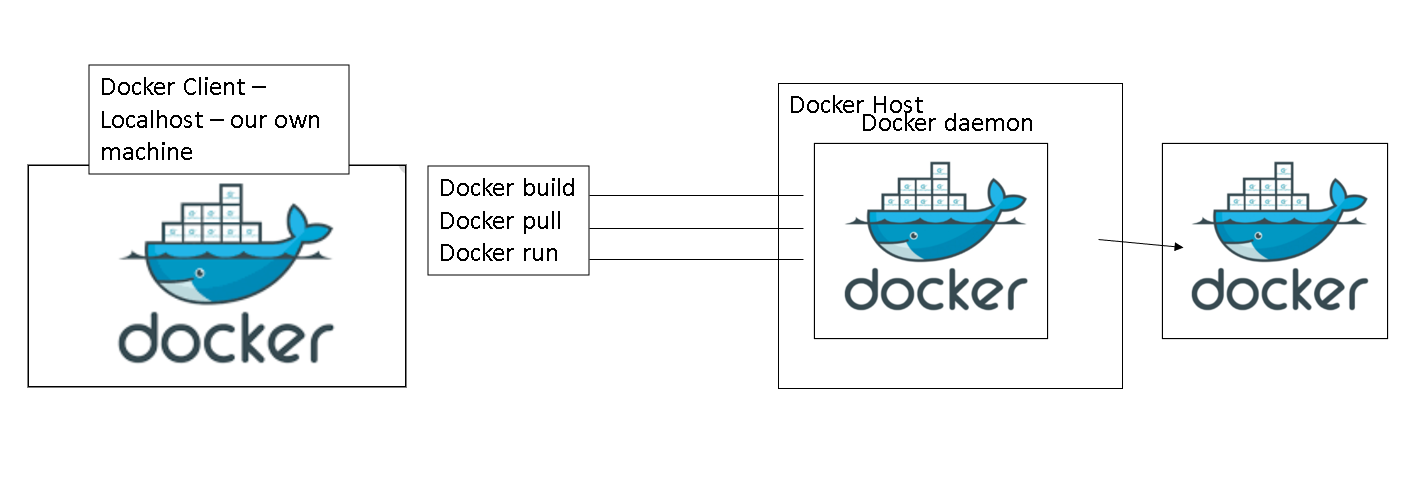 Docker Client –
Localhost – our own
machine
docker
Docker build
Docker pull
Docker run
Docker Host
Docker daemon
docker
docker